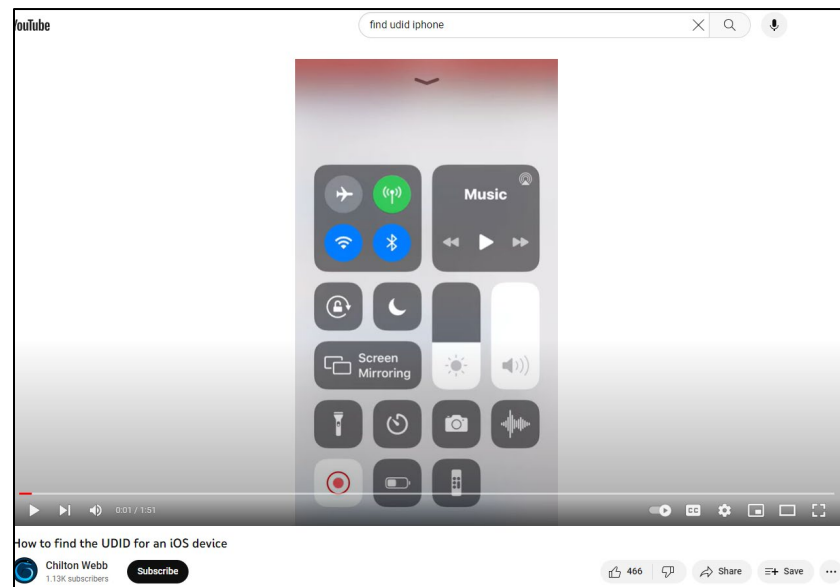 YouTube
find udid iphone
Music
Screen
Mirroring
0:01 / 1:51
CC
How to find the UDID for an iOS device
Chilton Webb
1.13K subscribers
Subscribe
466
Share
Save